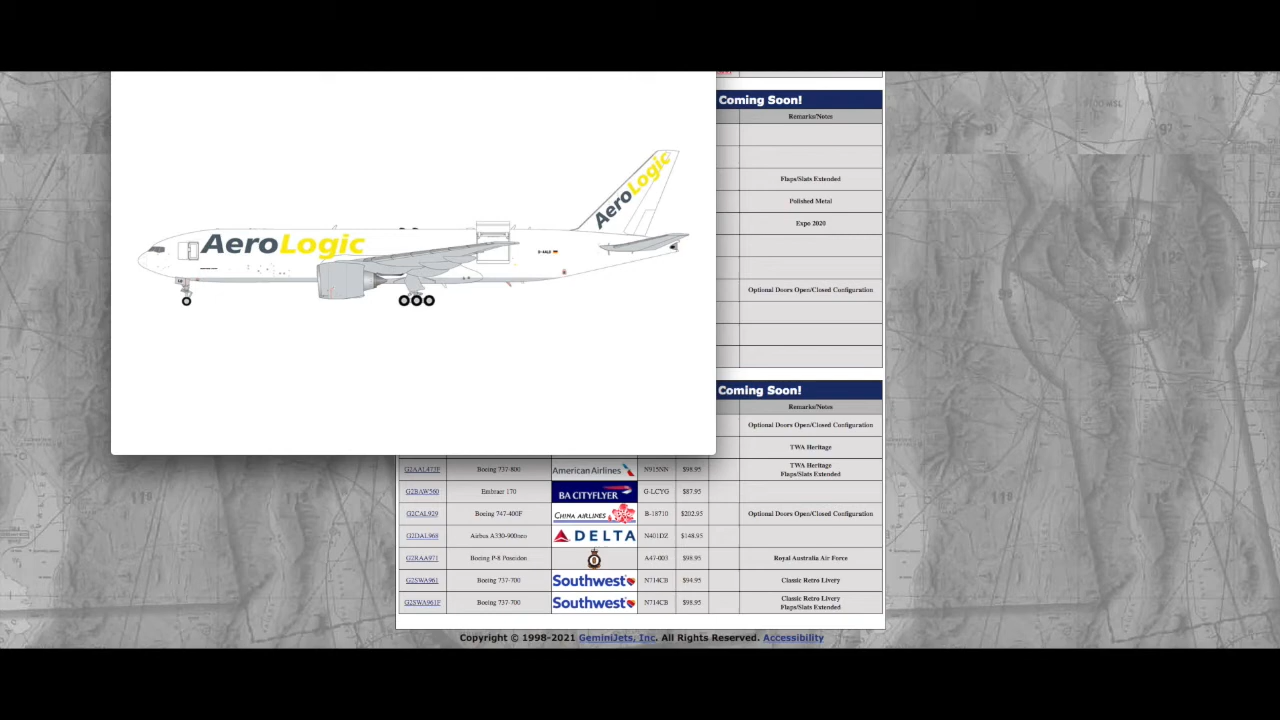 Coming Soon!
Remarks/Notes
Flaps/Slats Extended
Polished Metal
Expo 2020
Optional Doors Open/Closed Configuration
AeroLogic
AeroLogic
Coming Soon!
Remarks/Notes
Optional Doors Open/Closed Configuration
TWA Heritage
G2AAL473F Boeing 737-800 American Airlines N915NN $98.95 TWA Heritage
Flaps/Slats Extended
G2BAW560 Embraer 170 BA CITYFLYER G-LCYG $87.95
G2CAL929 Boeing 747-400F CHINA AIRLINES B-18710 $202.95 Optional Doors Open/Closed Configuration
G2DAL968 Airbus A330-900neo DELTA N401DZ $148.95
G2RAA971 Boeing P-8 Poseidon A47-003 $98.95 Royal Australia Air Force
G2SWA961 Boeing 737-700 Southwest N714CB $94.95 Classic Retro Livery
G2SWA961F Boeing 737-700 Southwest N714CB $98.95 Classic Retro Livery
Flaps/Slats Extended
Copyright © 1998-2021 GeminiJets, Inc. All Rights Reserved. Accessibility